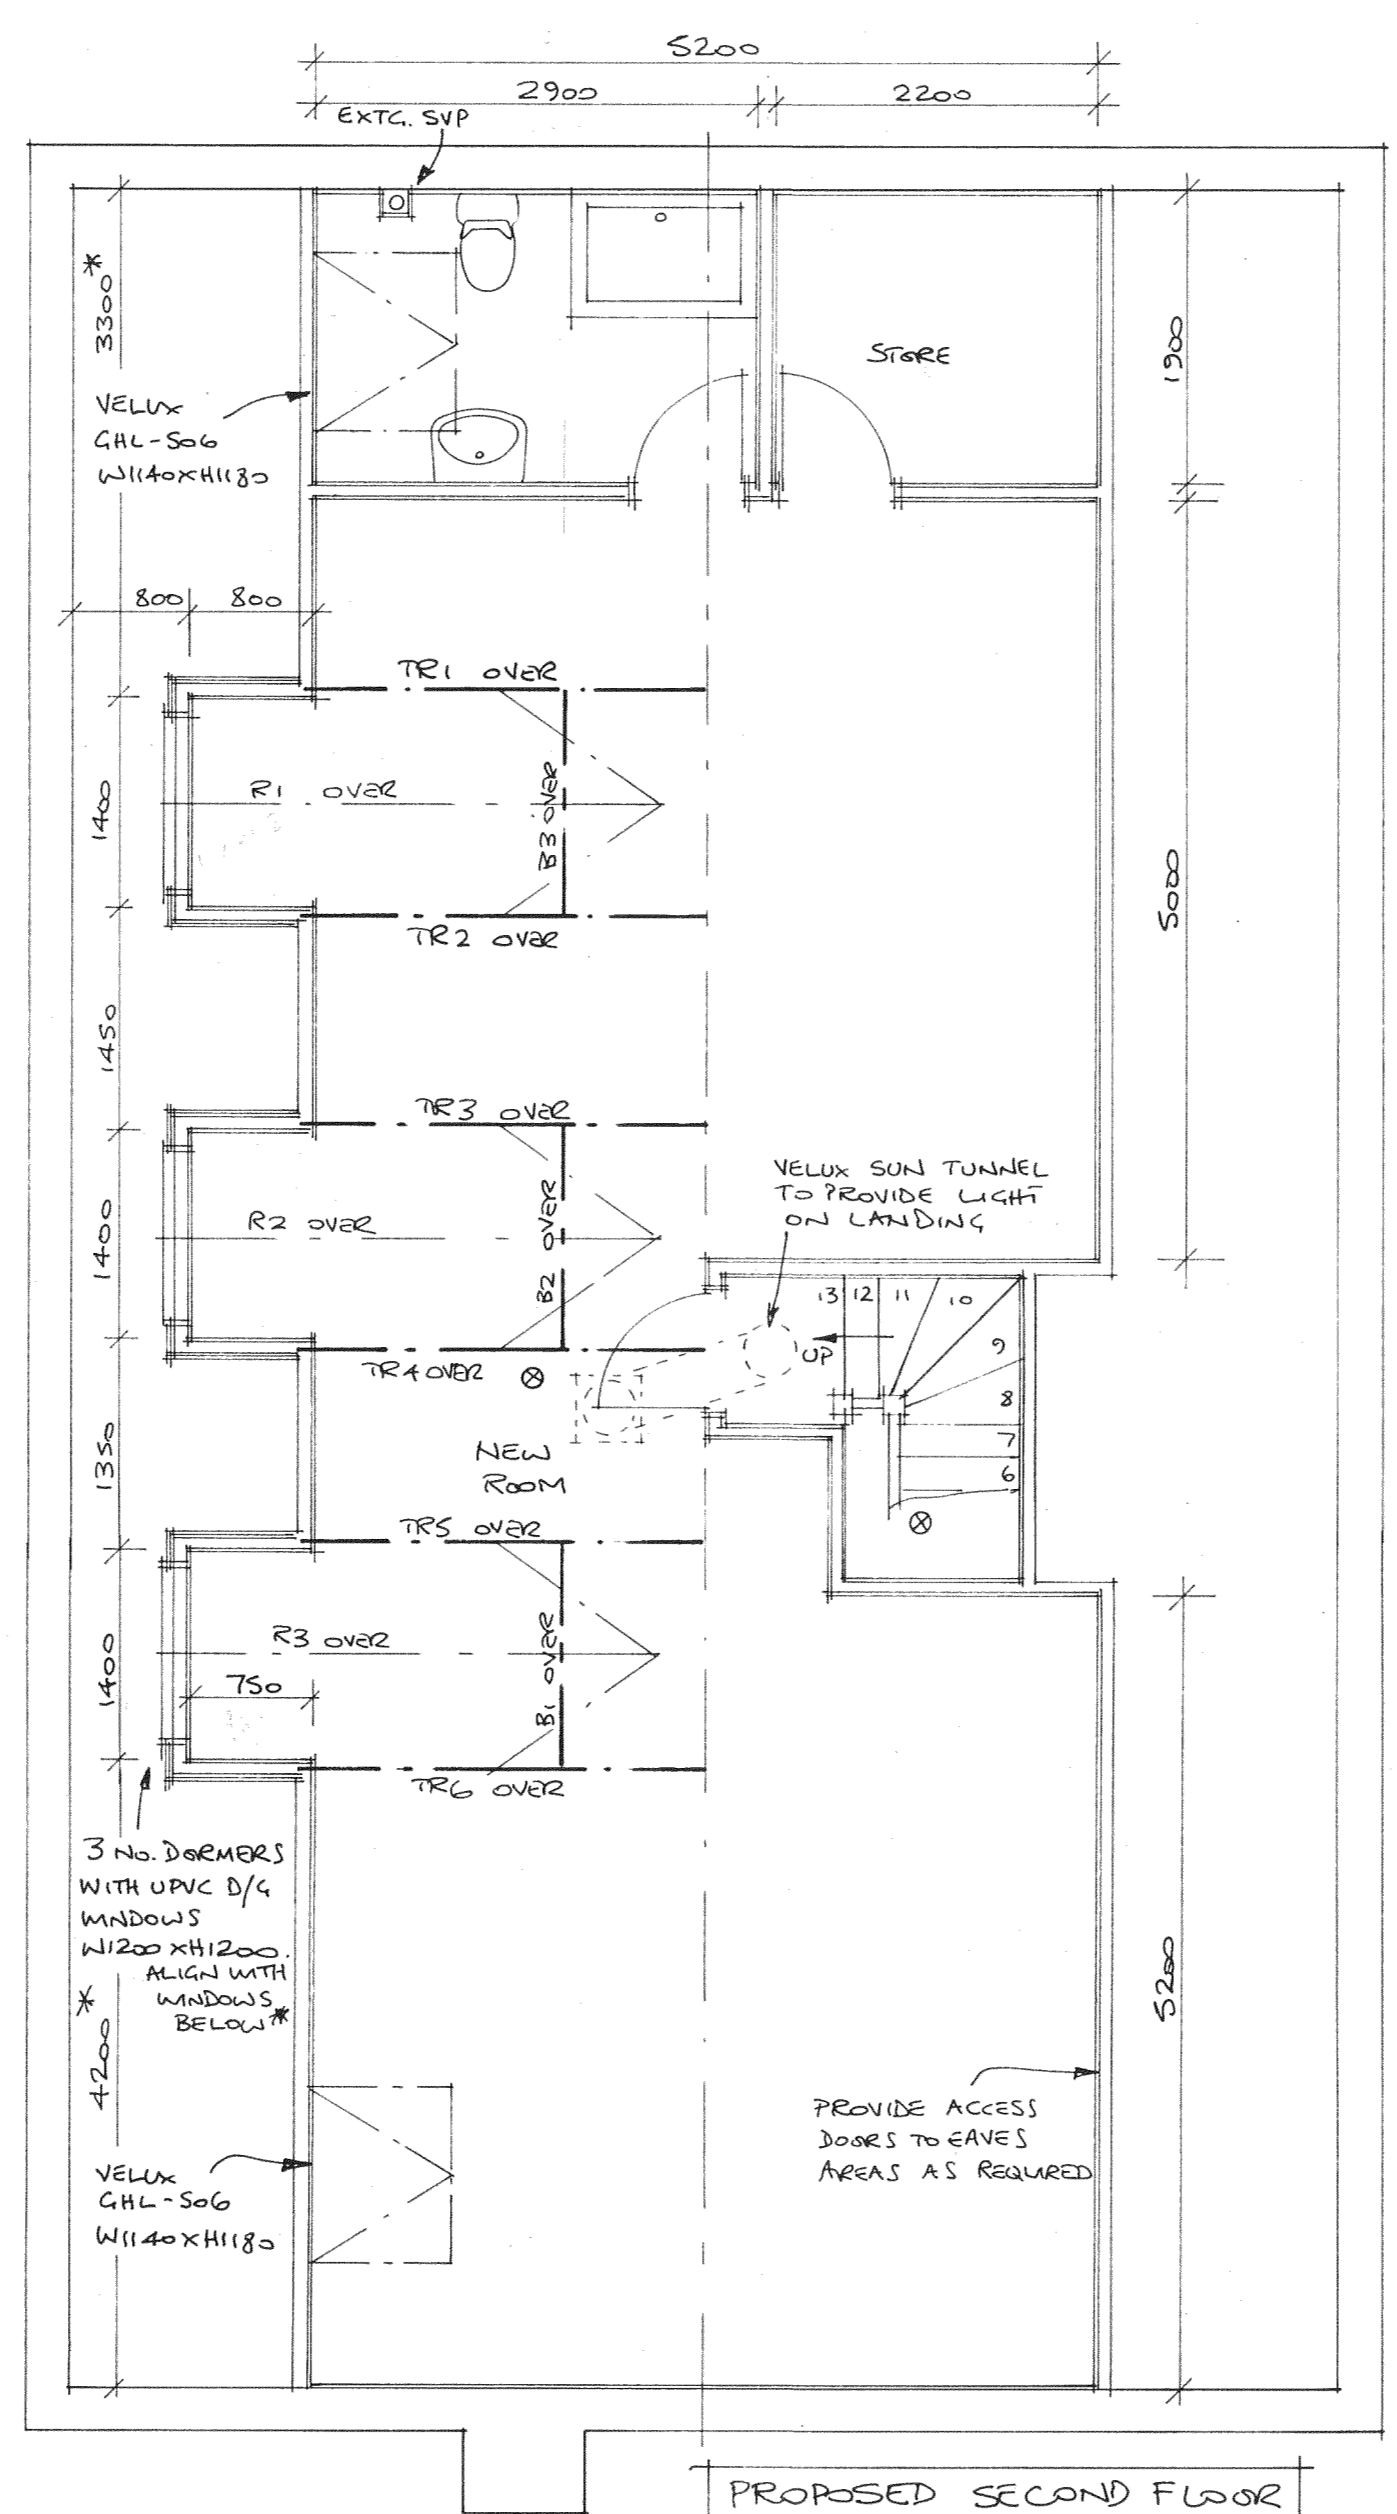 5200
2900
2200
EXTG. SVP
3300*
VELUX
GHL-S06
W1140XH1180
STORE
1900
800
800
TR1 OVER
R1 OVER
B3 OVER
1400
TR2 OVER
5000
1450
TR3 OVER
VELUX SUN TUNNEL
TO PROVIDE LIGHT
ON LANDING
R2 OVER
B2 OVER
1400
13 12 11 10
9
8
7
6
UP
TR4 OVER
NEW
ROOM
1350
TR5 OVER
R3 OVER
B1 OVER
1400
750
TR6 OVER
3 NO. DORMERS
WITH UPVC D/G
WINDOWS
W1200XH1200.
ALIGN WITH
WINDOWS
BELOW*
4200*
5200
PROVIDE ACCESS
DOORS TO EAVES
AREAS AS REQUIRED
VELUX
GHL-S06
W1140XH1180
PROPOSED SECOND FLOOR